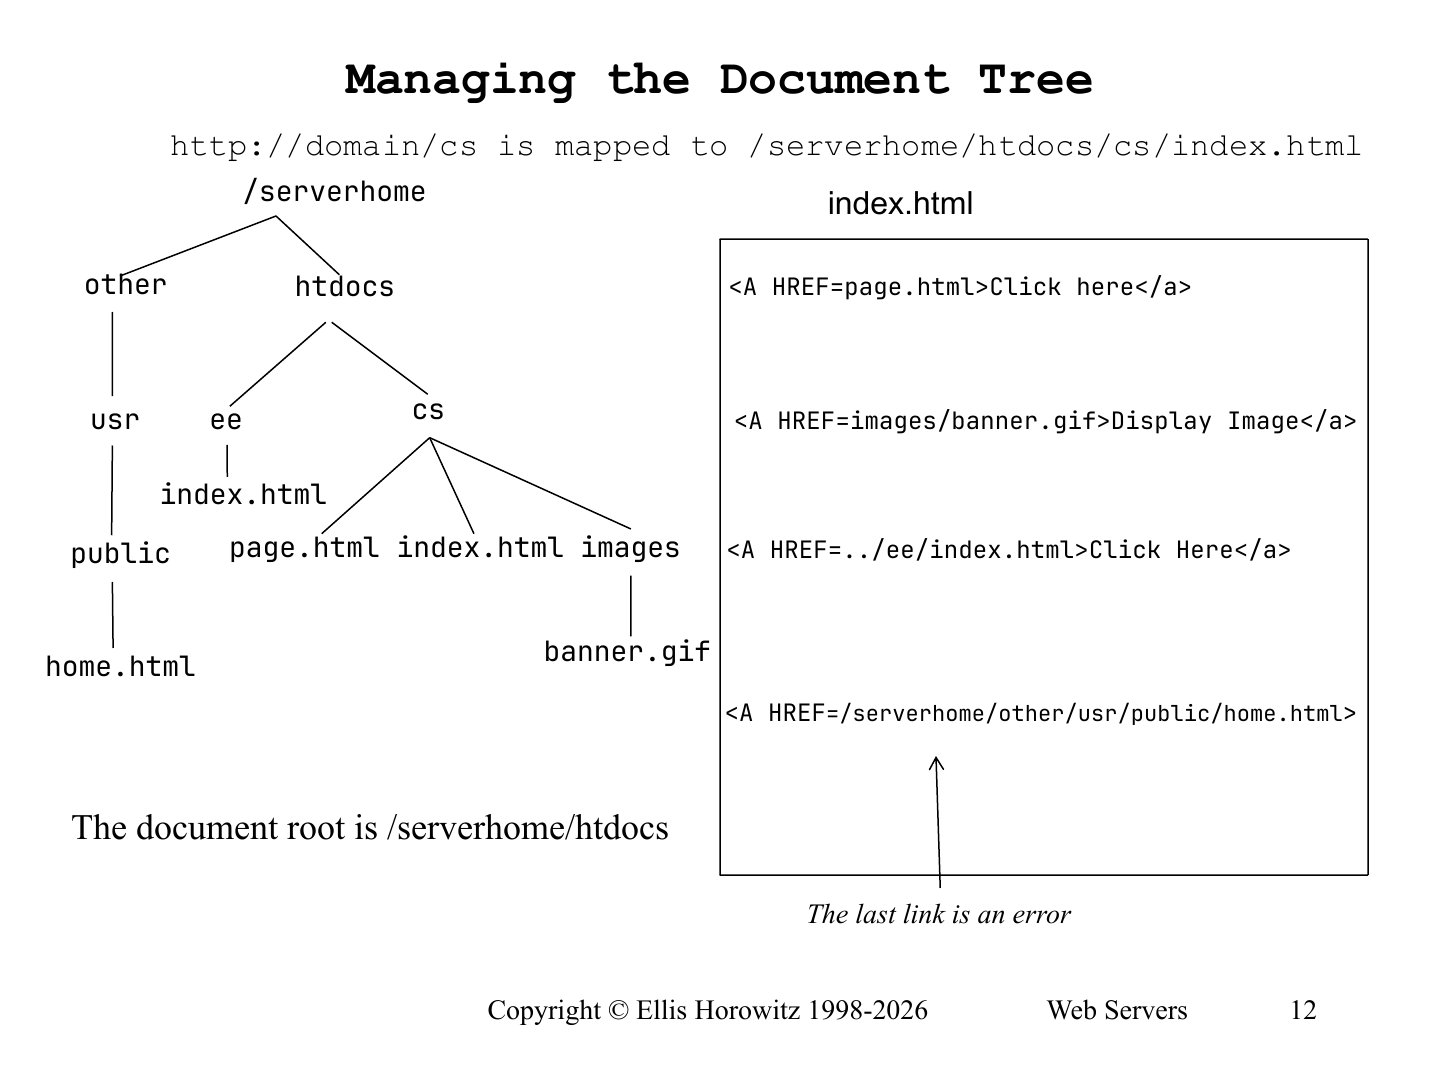 Managing the Document Tree
http://domain/cs is mapped to /serverhome/htdocs/cs/index.html
/serverhome
other htdocs
usr ee cs
index.html
public page.html index.html images
banner.gif
home.html
The document root is /serverhome/htdocs
index.html
<A HREF=page.html>Click here</a>
<A HREF=images/banner.gif>Display Image</a>
<A HREF=../ee/index.html>Click Here</a>
<A HREF=/serverhome/other/usr/public/home.html>
The last link is an error
Copyright © Ellis Horowitz 1998-2026 Web Servers 12